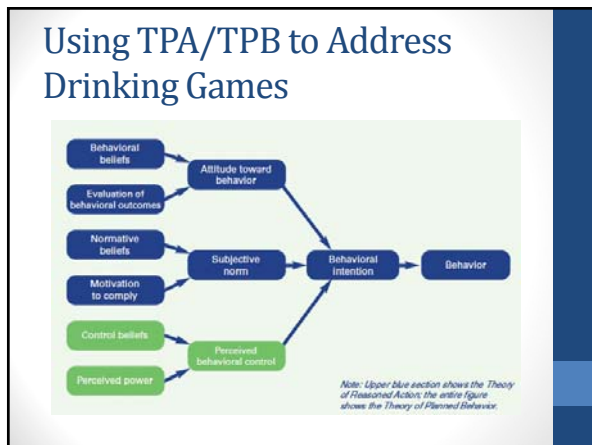 Using TPA/TPB to Address
Drinking Games
Behavioral
beliefs
Evaluation of
behavioral outcomes
Attitude toward
behavior
Normative
beliefs
Motivation
to comply
Subjective
norm
Behavioral
intention
Behavior
Control beliefs
Perceived power
Perceived
behavioral control
Note: Upper blue section shows the Theory
of Reasoned Action; the entire figure
shows the Theory of Planned Behavior.